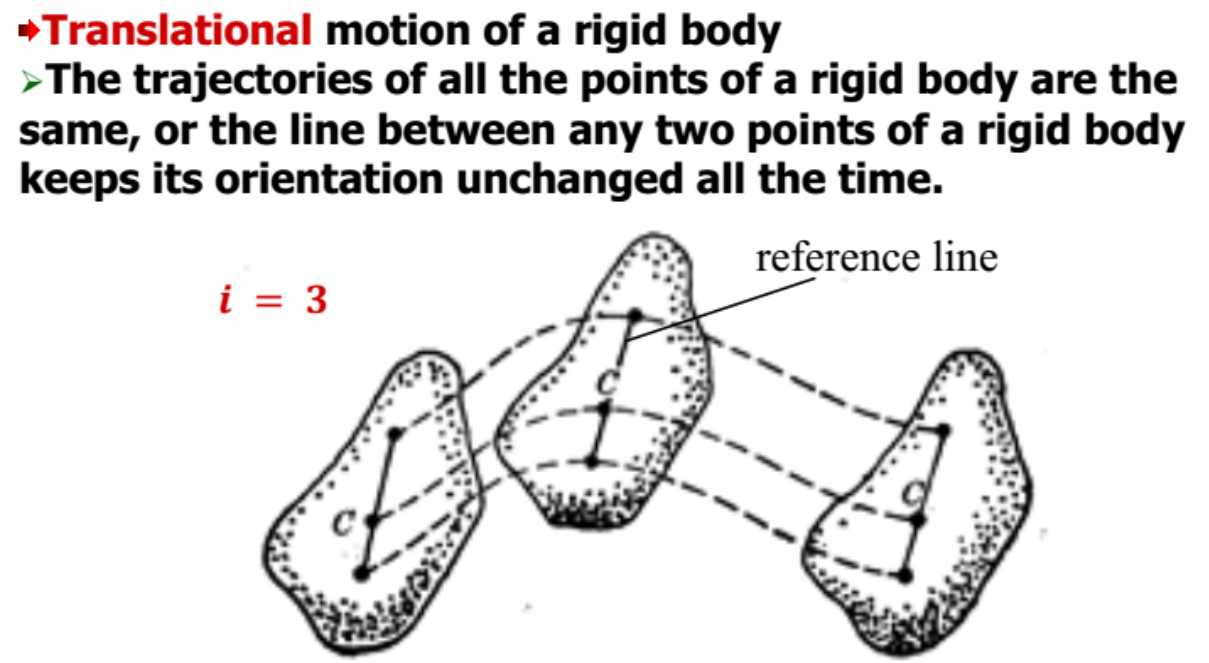 Translational motion of a rigid body
The trajectories of all the points of a rigid body are the
same, or the line between any two points of a rigid body
keeps its orientation unchanged all the time.
reference line
i = 3
C
C
C